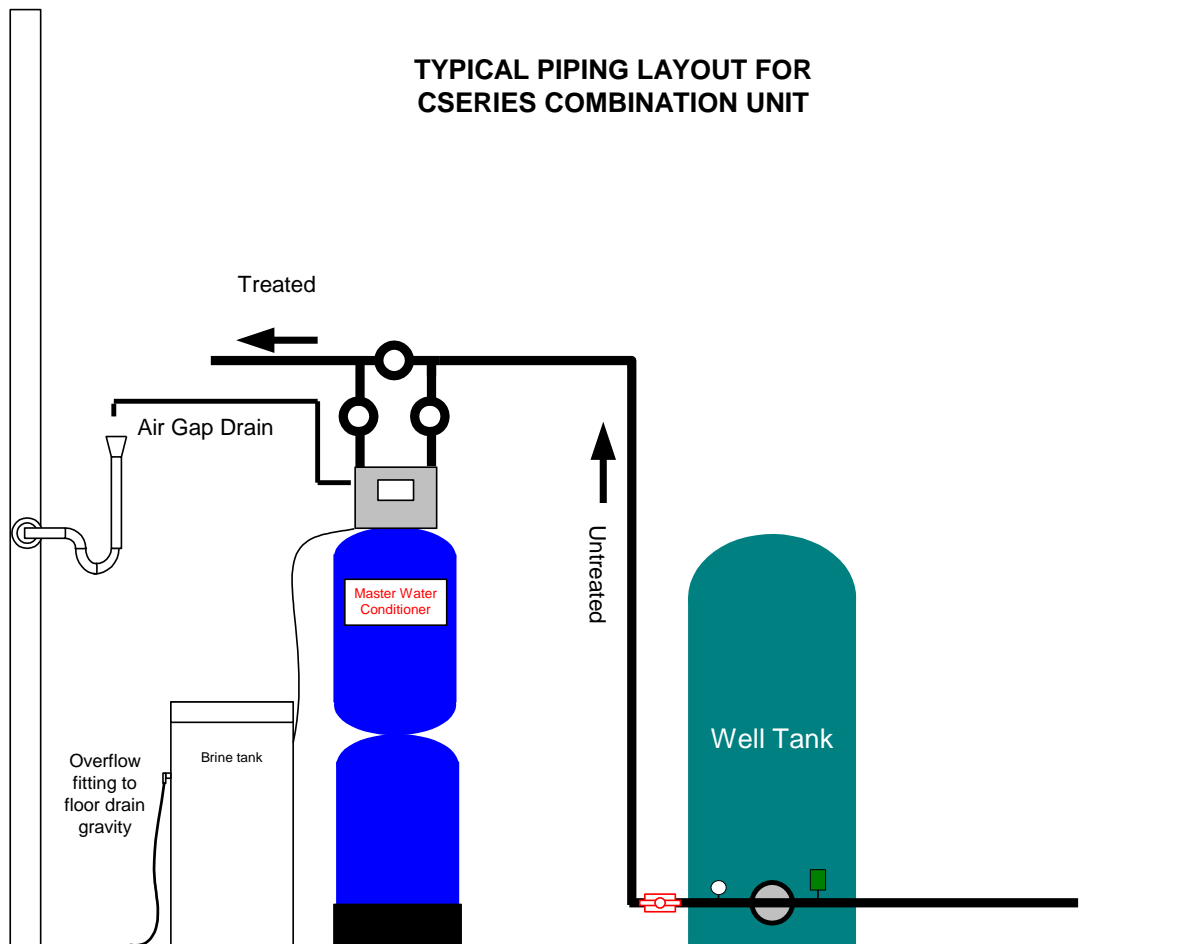 TYPICAL PIPING LAYOUT FOR
CSERIES COMBINATION UNIT
Treated
Air Gap Drain
Untreated
Master Water
Conditioner
Well Tank
Brine tank
Overflow
fitting to
floor drain
gravity